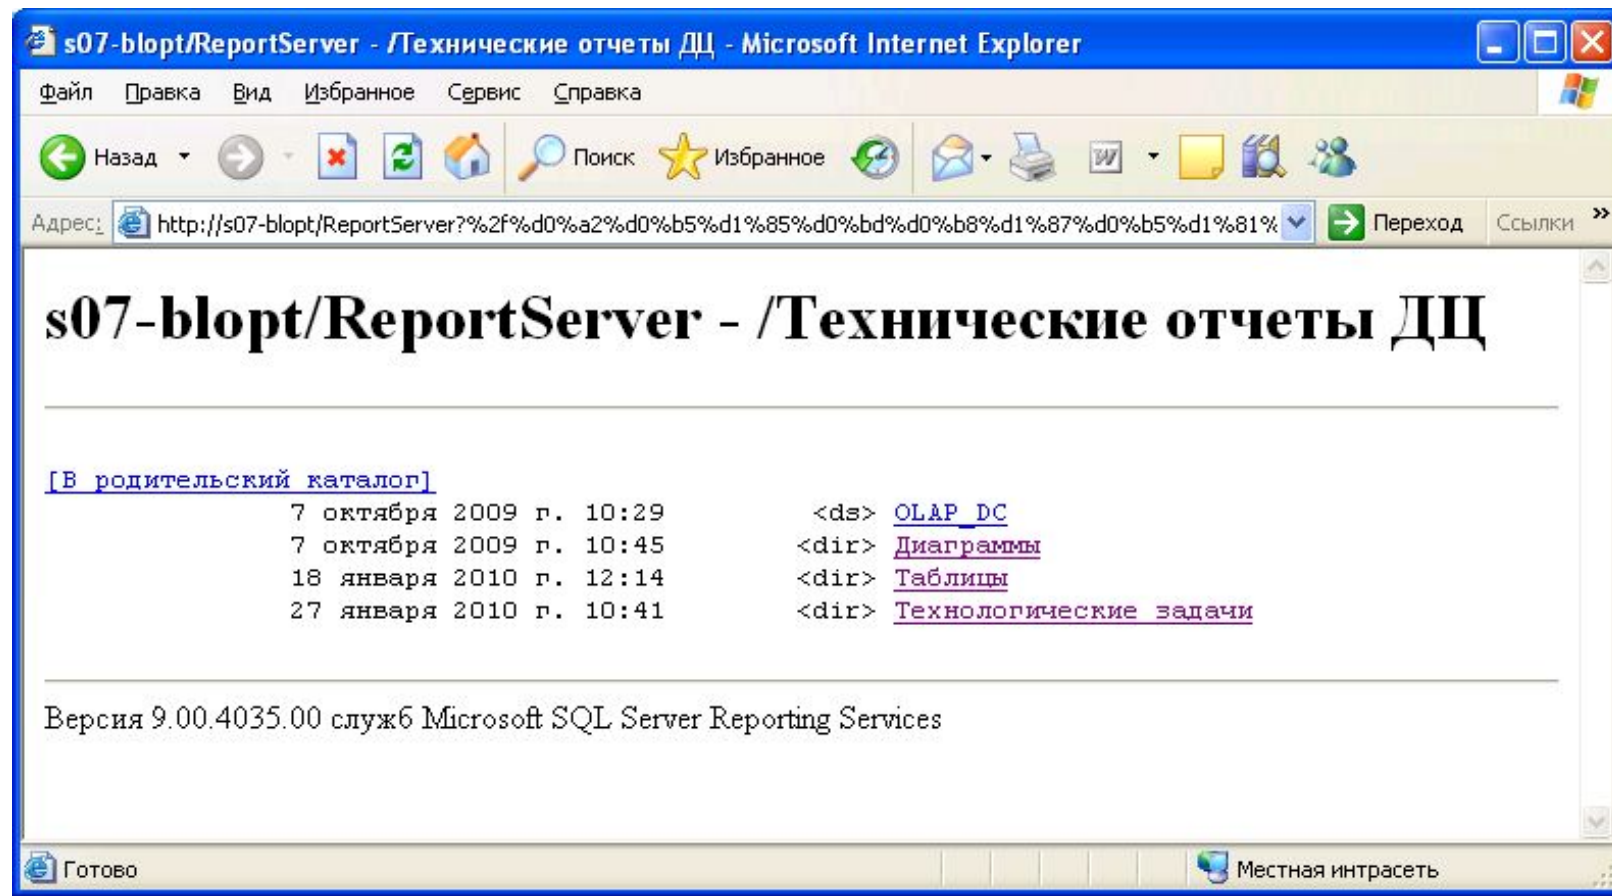 s07-blopt/ReportServer - /Технические отчеты ДЦ - Microsoft Internet Explorer
Файл Правка Вид Избранное Сервис Справка
Назад Поиск Избранное
Адрес: http://s07-blopt/ReportServer?%2f%d0%a2%d0%b5%d1%85%d0%bd%d0%b8%d1%87%d0%b5%d1%81% Переход Ссылки »
s07-blopt/ReportServer - /Технические отчеты ДЦ
[В родительский каталог]
7 октября 2009 г. 10:29 <ds> OLAP_DC
7 октября 2009 г. 10:45 <dir> Диаграммы
18 января 2010 г. 12:14 <dir> Таблицы
27 января 2010 г. 10:41 <dir> Технологические задачи
Версия 9.00.4035.00 служб Microsoft SQL Server Reporting Services
Готово Местная интрасеть